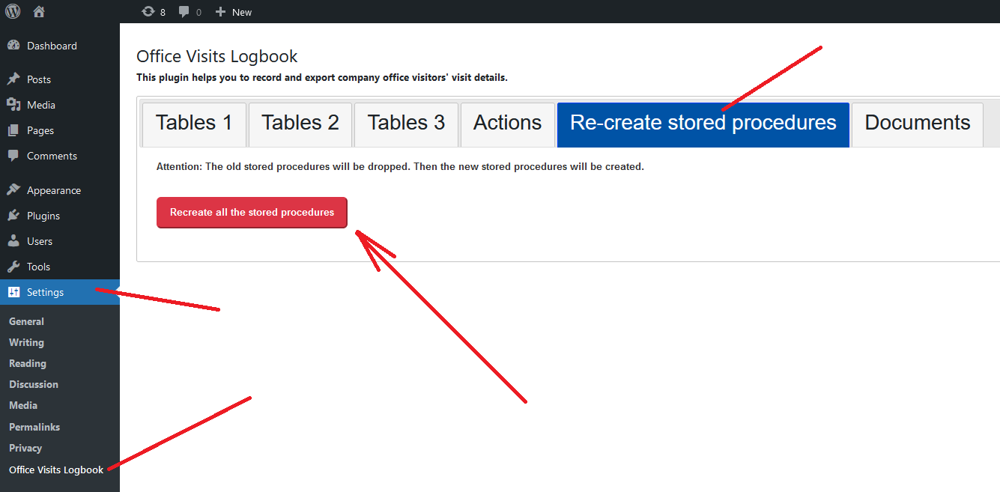 8 0 New
Dashboard
Posts
Media
Pages
Comments
Appearance
Plugins
Users
Tools
Settings
General
Writing
Reading
Discussion
Media
Permalinks
Privacy
Office Visits Logbook
Office Visits Logbook
This plugin helps you to record and export company office visitors' visit details.
Tables 1 Tables 2 Tables 3 Actions Re-create stored procedures Documents
Attention: The old stored procedures will be dropped. Then the new stored procedures will be created.
Recreate all the stored procedures